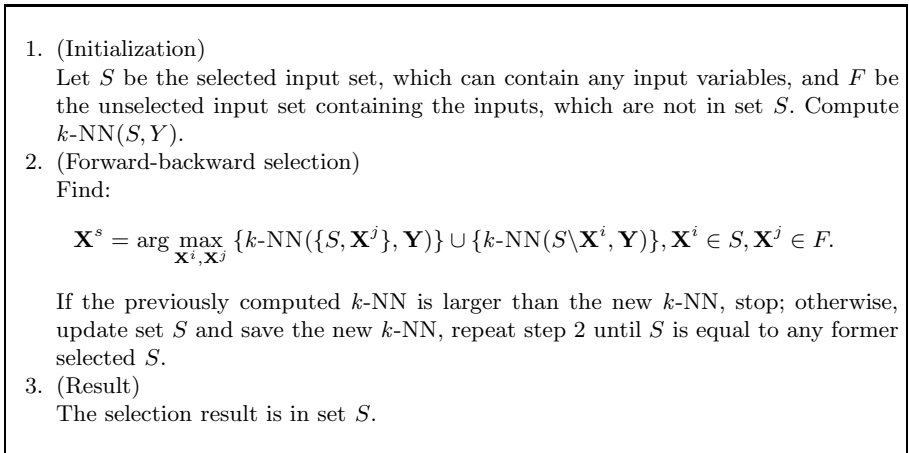 1. (Initialization)
Let S be the selected input set, which can contain any input variables, and F be
the unselected input set containing the inputs, which are not in set S. Compute
k-NN(S, Y).
2. (Forward-backward selection)
Find:
X^s = arg max_{X^i,X^j} {k-NN({S, X^j}, Y)} ∪ {k-NN(S\X^i, Y)}, X^i ∈ S, X^j ∈ F.
If the previously computed k-NN is larger than the new k-NN, stop; otherwise,
update set S and save the new k-NN, repeat step 2 until S is equal to any former
selected S.
3. (Result)
The selection result is in set S.